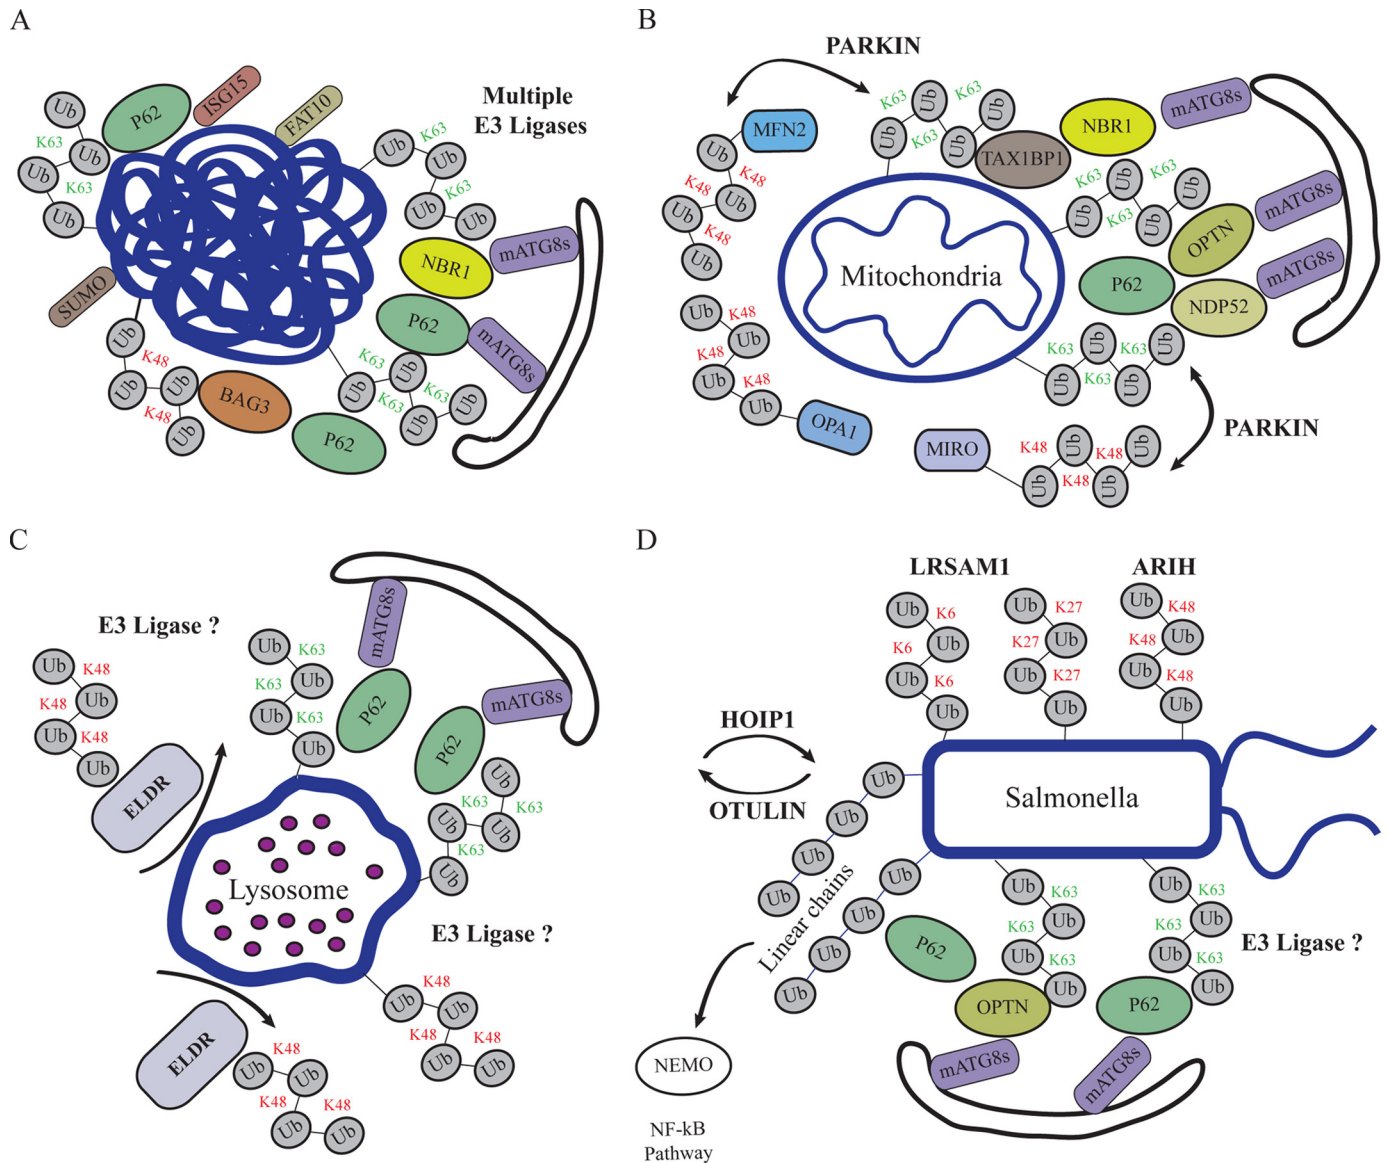 A
Ub
P62
ISG15
FAT10
Multiple
E3 Ligases
K63
Ub
Ub
K63
Ub
Ub
K63
Ub
K63
Ub
Ub
SUMO
NBR1
mATG8s
P62
mATG8s
Ub
K48
Ub
Ub
K48
Ub
BAG3
P62
K63
Ub
Ub
K63
K63
Ub
Ub
B
PARKIN
MFN2
Ub
K48
K48
Ub
Ub
K48
Ub
K63
Ub
K63
Ub
Ub
K63
Ub
TAX1BP1
NBR1
mATG8s
K63
Ub
K63
Ub
Ub
K63
Ub
OPTN
mATG8s
Mitochondria
P62
NDP52
mATG8s
Ub
K48
Ub
K48
Ub
K48
Ub
OPA1
K63
Ub
K63
Ub
Ub
K63
Ub
PARKIN
MIRO
K48
Ub
K48
Ub
Ub
K48
Ub
C
E3 Ligase ?
Ub
K48
K48
Ub
Ub
K48
Ub
ELDR
Ub
K63
K63
Ub
Ub
K63
Ub
mATG8s
P62
mATG8s
P62
Ub
K63
K63
Ub
Ub
K63
Ub
Lysosome
E3 Ligase ?
K48
Ub
Ub
K48
K48
Ub
Ub
ELDR
K48
Ub
Ub
K48
K48
Ub
Ub
D
LRSAM1
ARIH
Ub
K6
K6
Ub
Ub
K6
Ub
Ub
K27
K27
Ub
Ub
K27
Ub
Ub
K48
K48
Ub
Ub
K48
Ub
HOIP1
OTULIN
Salmonella
Ub
Ub
Ub
Ub
Linear chains
Ub
Ub
Ub
Ub
Ub
K63
K63
Ub
Ub
K63
Ub
Ub
K63
K63
Ub
Ub
K63
Ub
E3 Ligase ?
P62
OPTN
P62
mATG8s
mATG8s
NEMO
NF-kB
Pathway